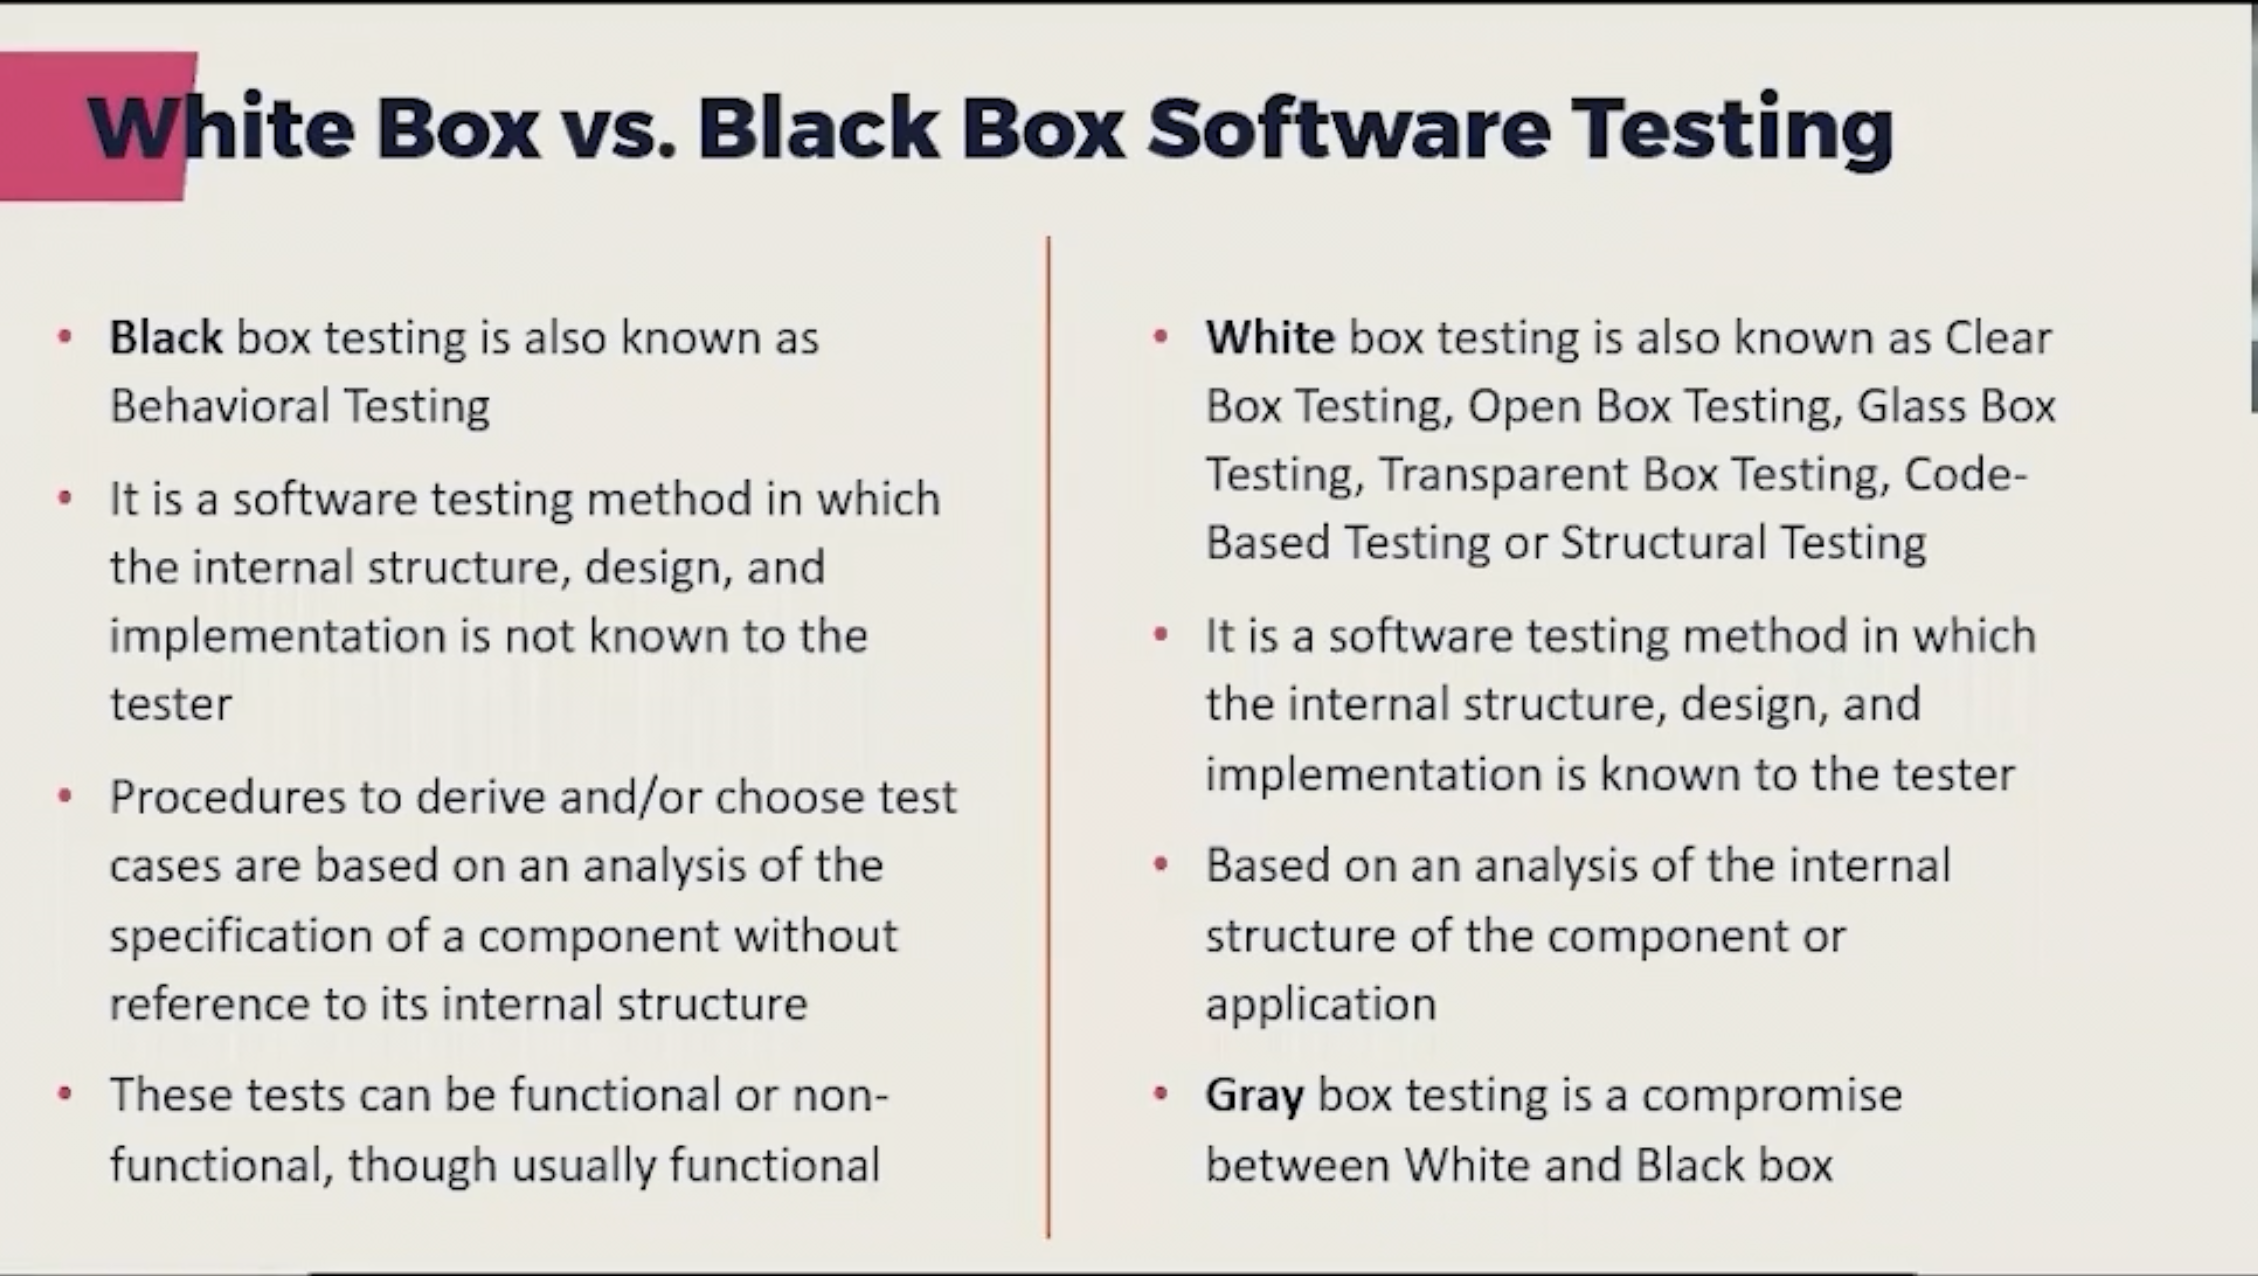 White Box vs. Black Box Software Testing
• Black box testing is also known as
Behavioral Testing
• It is a software testing method in which
the internal structure, design, and
implementation is not known to the
tester
• Procedures to derive and/or choose test
cases are based on an analysis of the
specification of a component without
reference to its internal structure
• These tests can be functional or non-
functional, though usually functional
• White box testing is also known as Clear
Box Testing, Open Box Testing, Glass Box
Testing, Transparent Box Testing, Code-
Based Testing or Structural Testing
• It is a software testing method in which
the internal structure, design, and
implementation is known to the tester
• Based on an analysis of the internal
structure of the component or
application
• Gray box testing is a compromise
between White and Black box